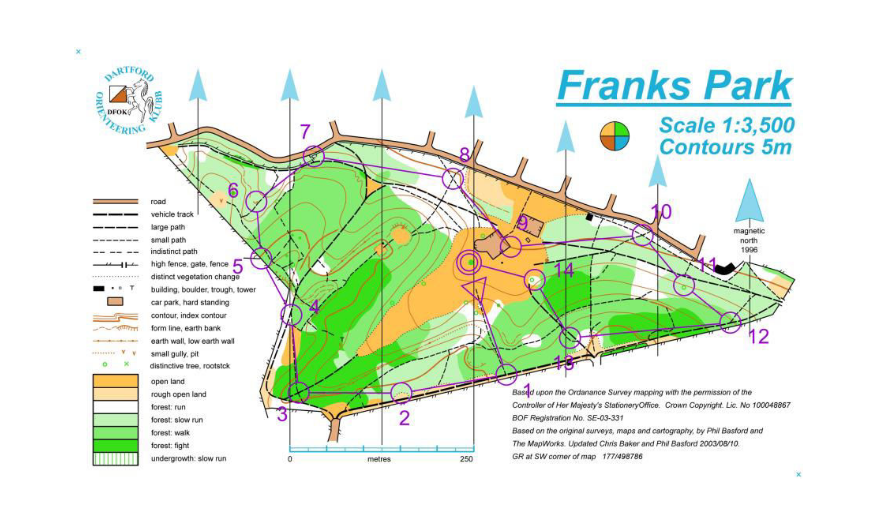 Franks Park
Scale 1:3,500
Contours 5m
DARTFORD
ORIENTEERING KLUBB
DFOK
7
8
6
9
10
5
14
11
4
13
12
3
2
1
magnetic
north
1996
road
vehicle track
large path
small path
indistinct path
high fence, gate, fence
distinct vegetation change
building, boulder, trough, tower
car park, hard standing
contour, index contour
form line, earth bank
earth wall, low earth wall
small gully, pit
distinctive tree, rootstck
open land
rough open land
forest: run
forest: slow run
forest: walk
forest: fight
undergrowth: slow run
0 metres 250
Based upon the Ordanance Survey mapping with the permission of the
Controller of Her Majesty's StationeryOffice. Crown Copyright. Lic. No 100048867
BOF Registration No. SE-03-331
Based on the original surveys, maps and cartography, by Phil Basford and
The MapWorks. Updated Chris Baker and Phil Basford 2003/08/10.
GR at SW corner of map 177/498786